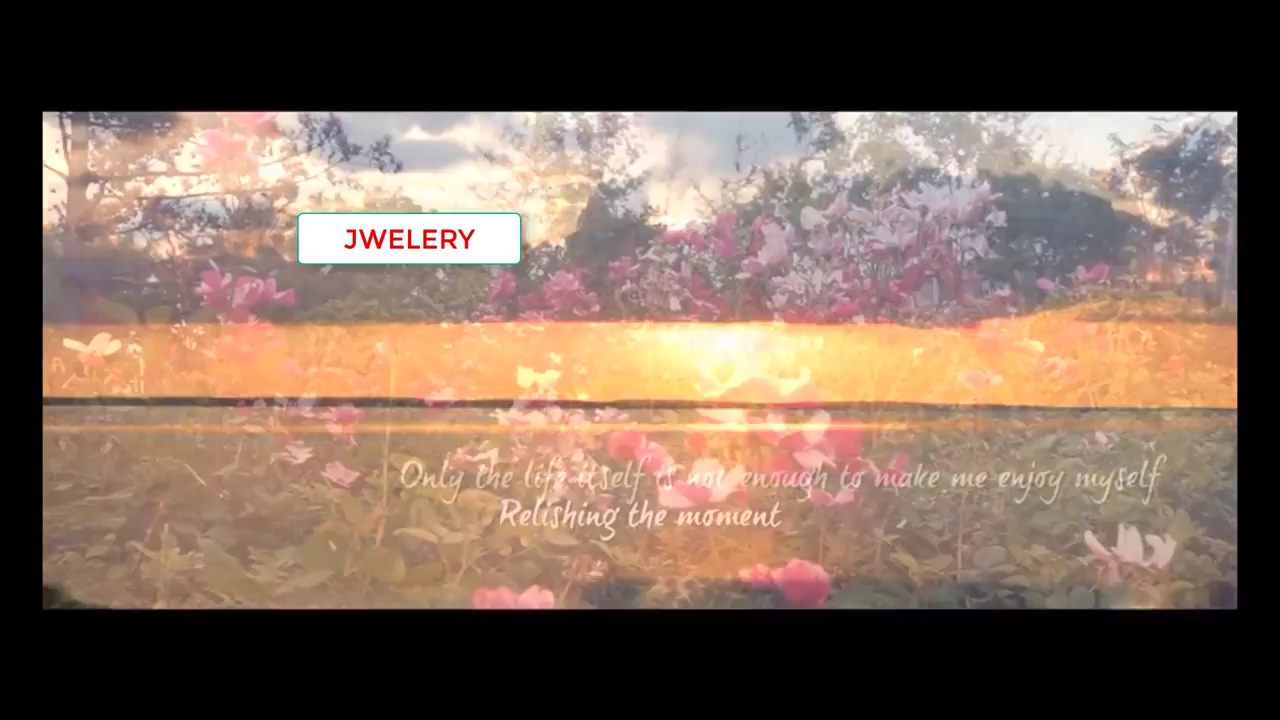 JWELERY
Only the life itself is not enough to make me enjoy myself
Relishing the moment